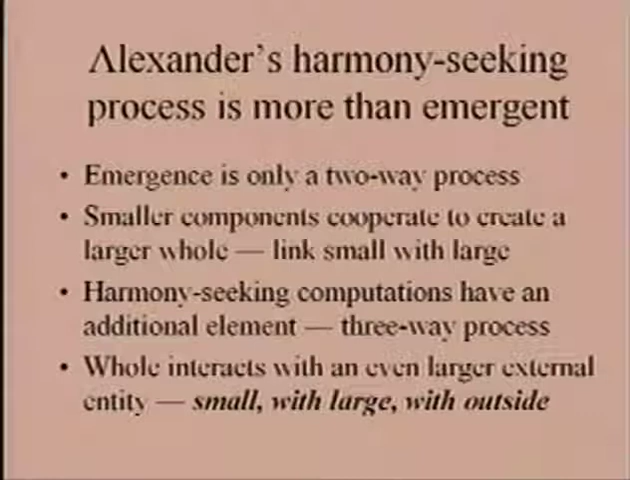 Alexander's harmony-seeking
process is more than emergent
• Emergence is only a two-way process
• Smaller components cooperate to create a
larger whole — link small with large
• Harmony-seeking computations have an
additional element — three-way process
• Whole interacts with an even larger external
entity — small, with large, with outside